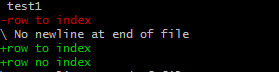 test1
-row to index
\ No newline at end of file
+row to index
+row no index